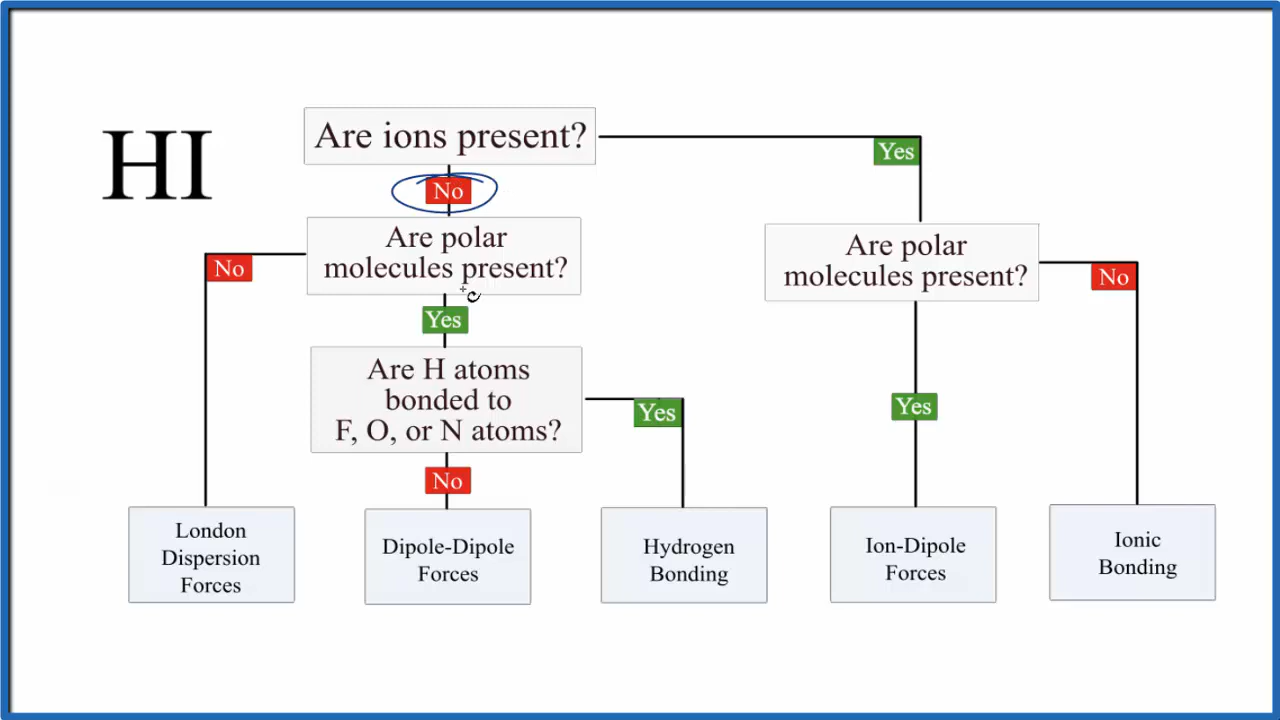 HI
Are ions present?
Yes
No
Are polar
molecules present?
No
Yes
Are H atoms
bonded to
F, O, or N atoms?
Yes
No
Are polar
molecules present?
No
Yes
London
Dispersion
Forces
Dipole-Dipole
Forces
Hydrogen
Bonding
Ion-Dipole
Forces
Ionic
Bonding